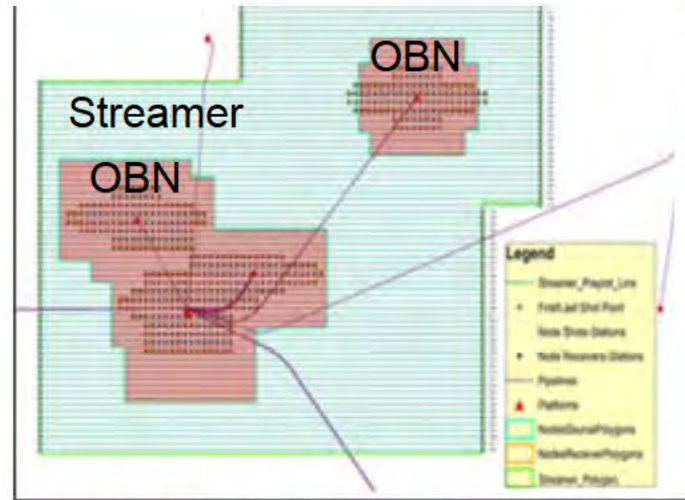 OBN
Streamer
OBN
Legend
Streamer_Preplot_Line
First/Last Shot Point
Node Shots Stations
Node Receivers Stations
Pipelines
Platforms
NodesSourcePolygons
NodesReceiverPolygons
Streamer_Polygon